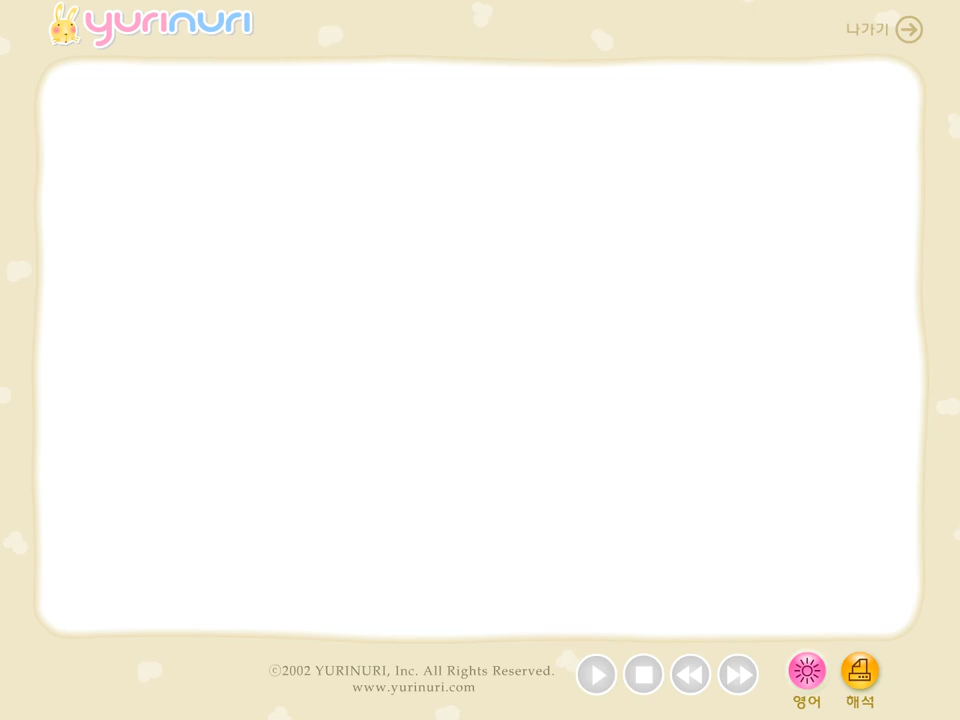 yurinuri
나가기
ⓒ2002 YURINURI, Inc. All Rights Reserved.
www.yurinuri.com
영어
해석